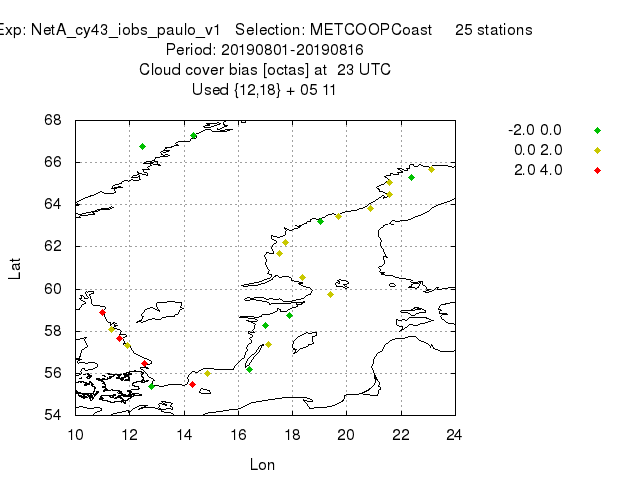 Exp: NetA_cy43_iobs_paulo_v1 Selection: METCOOPCoast 25 stations
Period: 20190801-20190816
Cloud cover bias [octas] at 23 UTC
Used {12,18} + 05 11
-2.0 0.0
0.0 2.0
2.0 4.0
68
66
64
62
60
58
56
54
Lat
10 12 14 16 18 20 22 24
Lon